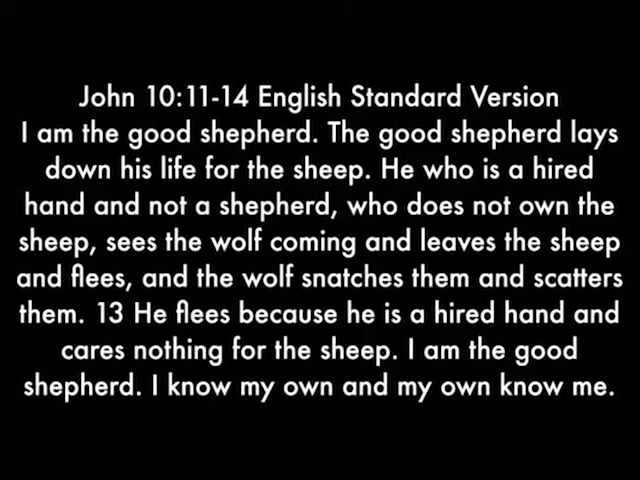 John 10:11-14 English Standard Version
I am the good shepherd. The good shepherd lays
down his life for the sheep. He who is a hired
hand and not a shepherd, who does not own the
sheep, sees the wolf coming and leaves the sheep
and flees, and the wolf snatches them and scatters
them. 13 He flees because he is a hired hand and
cares nothing for the sheep. I am the good
shepherd. I know my own and my own know me.